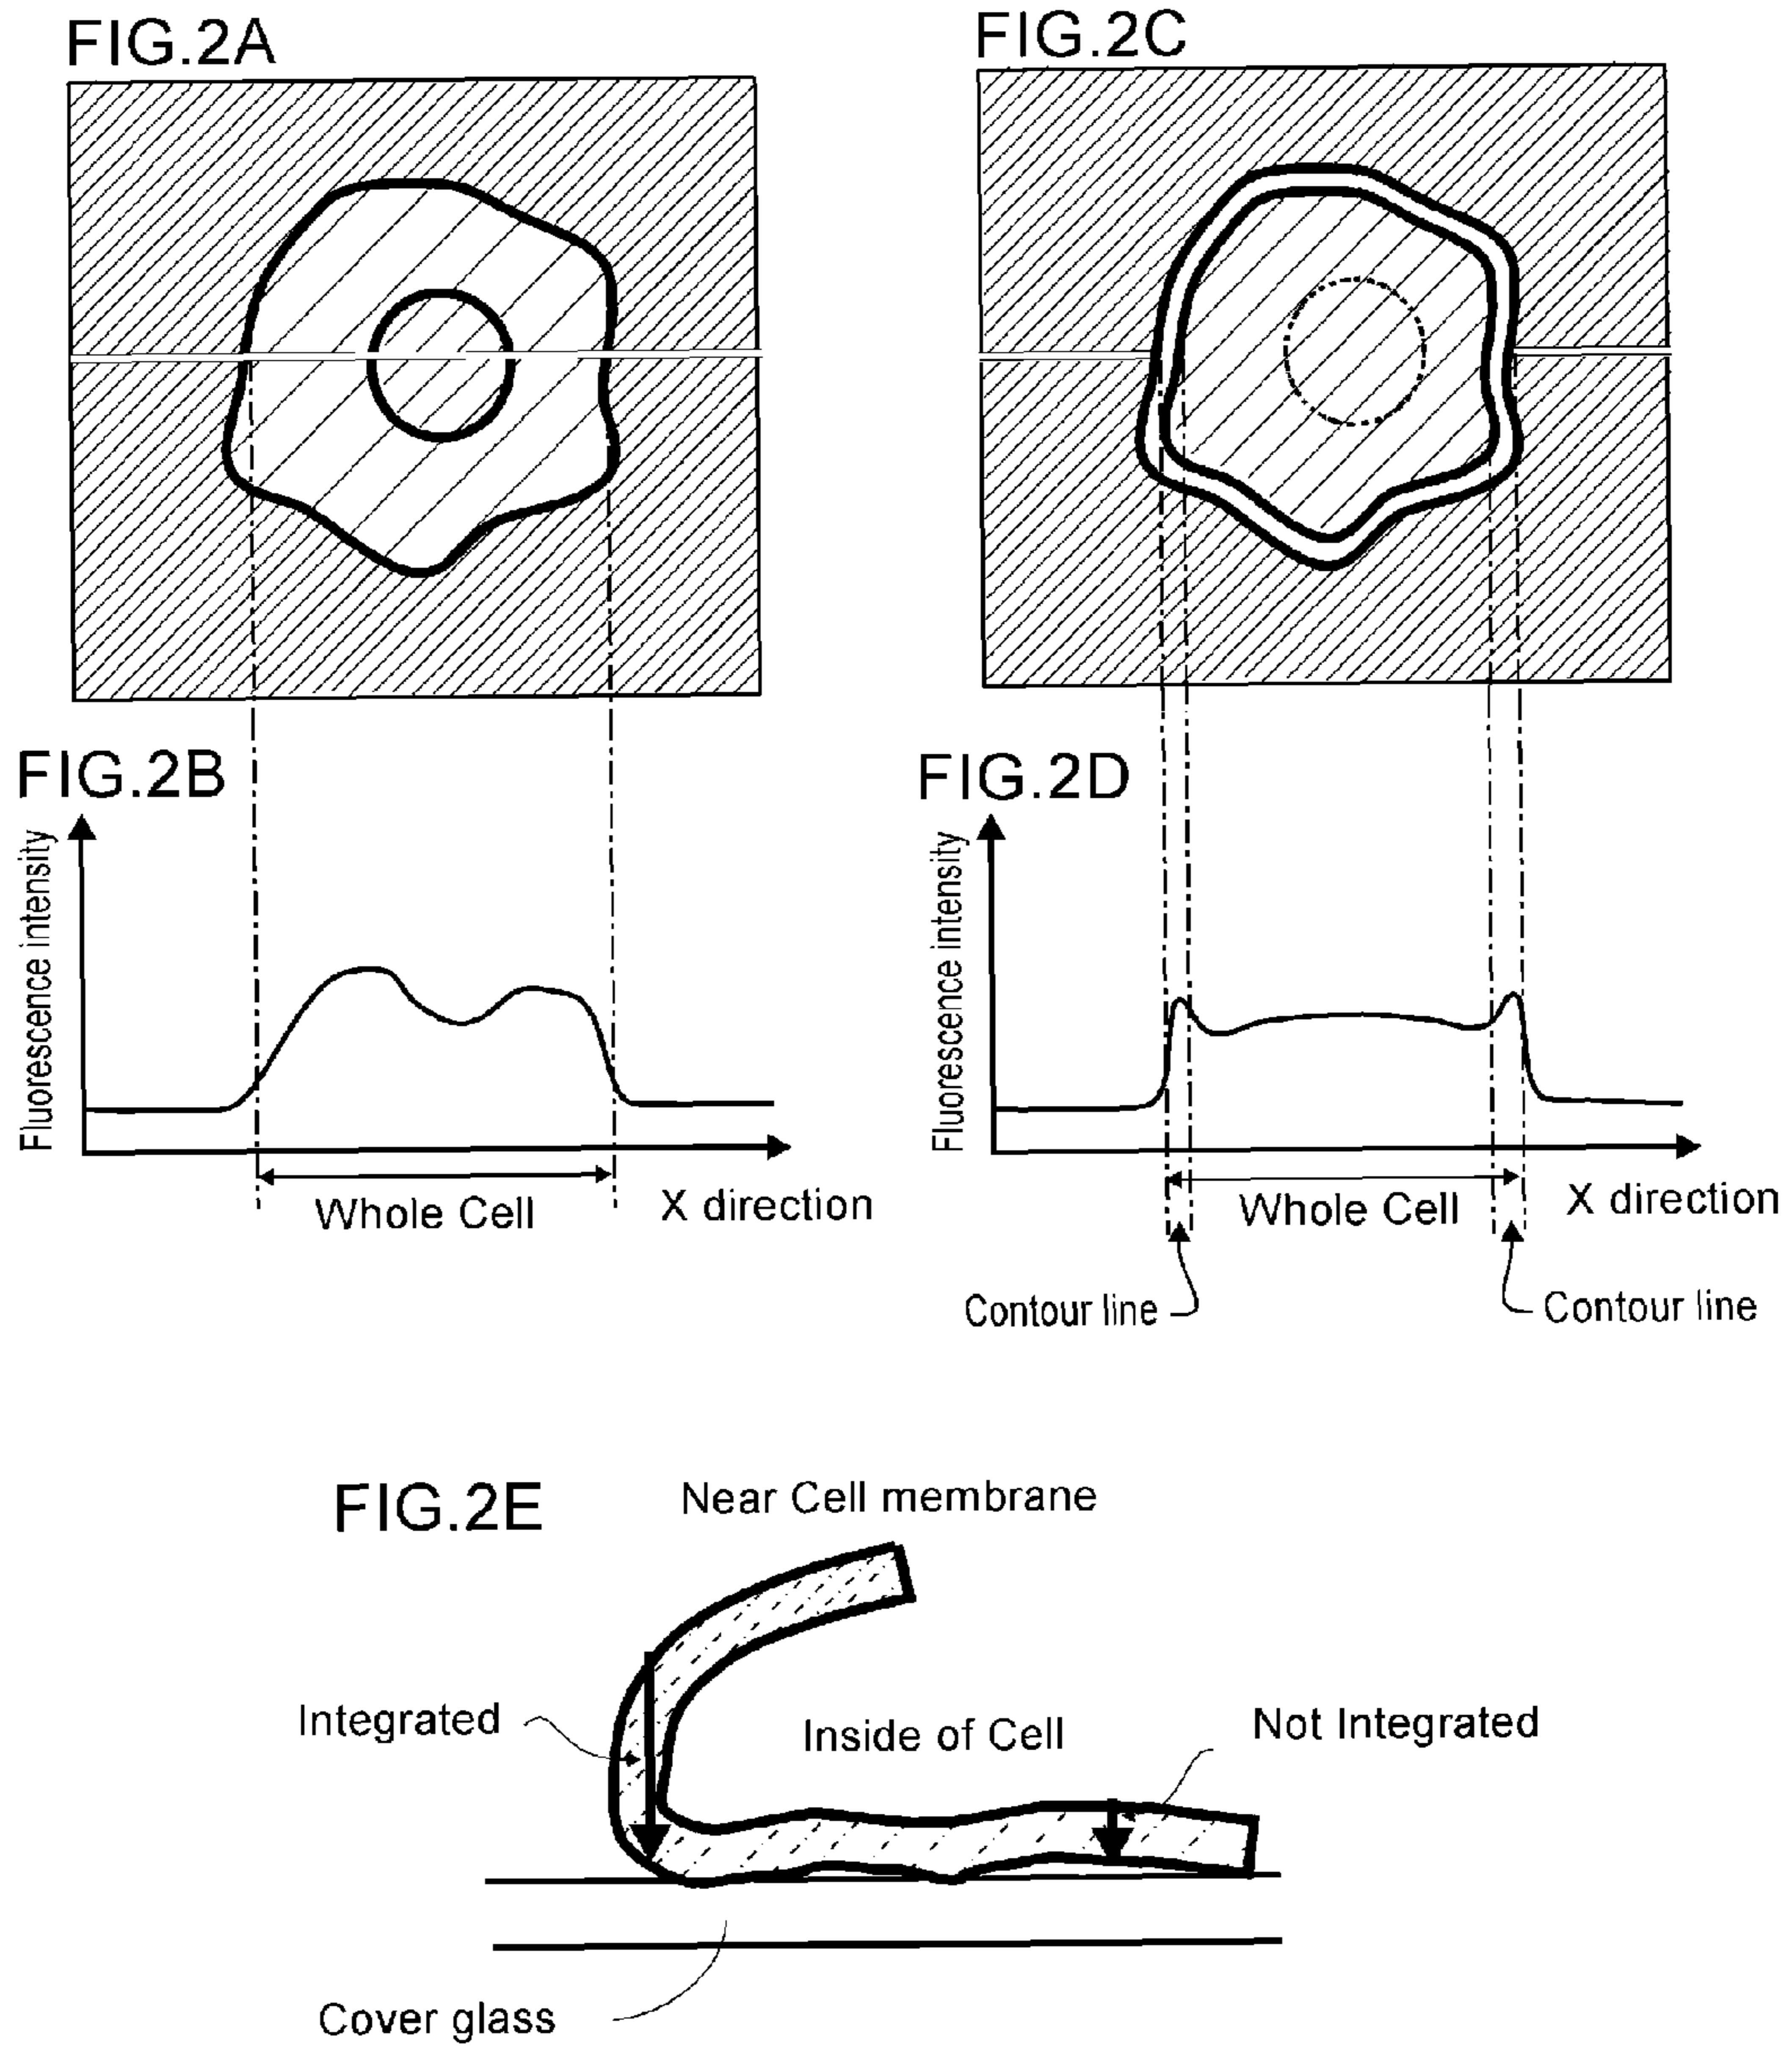 FIG.2A
FIG.2C
FIG.2B
Fluorescence intensity
Whole Cell
X direction
FIG.2D
Fluorescence intensity
Whole Cell
X direction
Contour line
Contour line
FIG.2E
Near Cell membrane
Integrated
Inside of Cell
Not Integrated
Cover glass